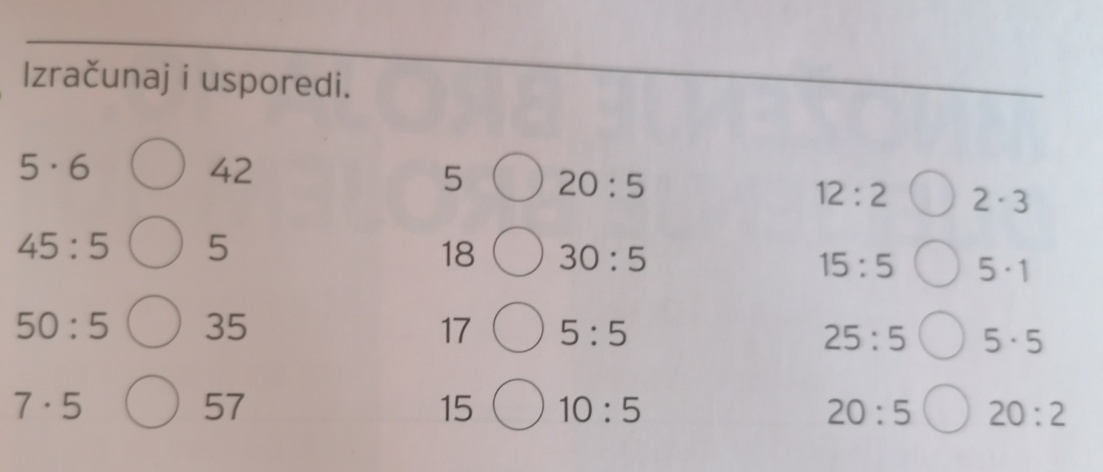 Izračunaj i usporedi.
5 · 6 ○ 42
45 : 5 ○ 5
50 : 5 ○ 35
7 · 5 ○ 57
5 ○ 20 : 5
18 ○ 30 : 5
17 ○ 5 : 5
15 ○ 10 : 5
12 : 2 ○ 2 · 3
15 : 5 ○ 5 · 1
25 : 5 ○ 5 · 5
20 : 5 ○ 20 : 2